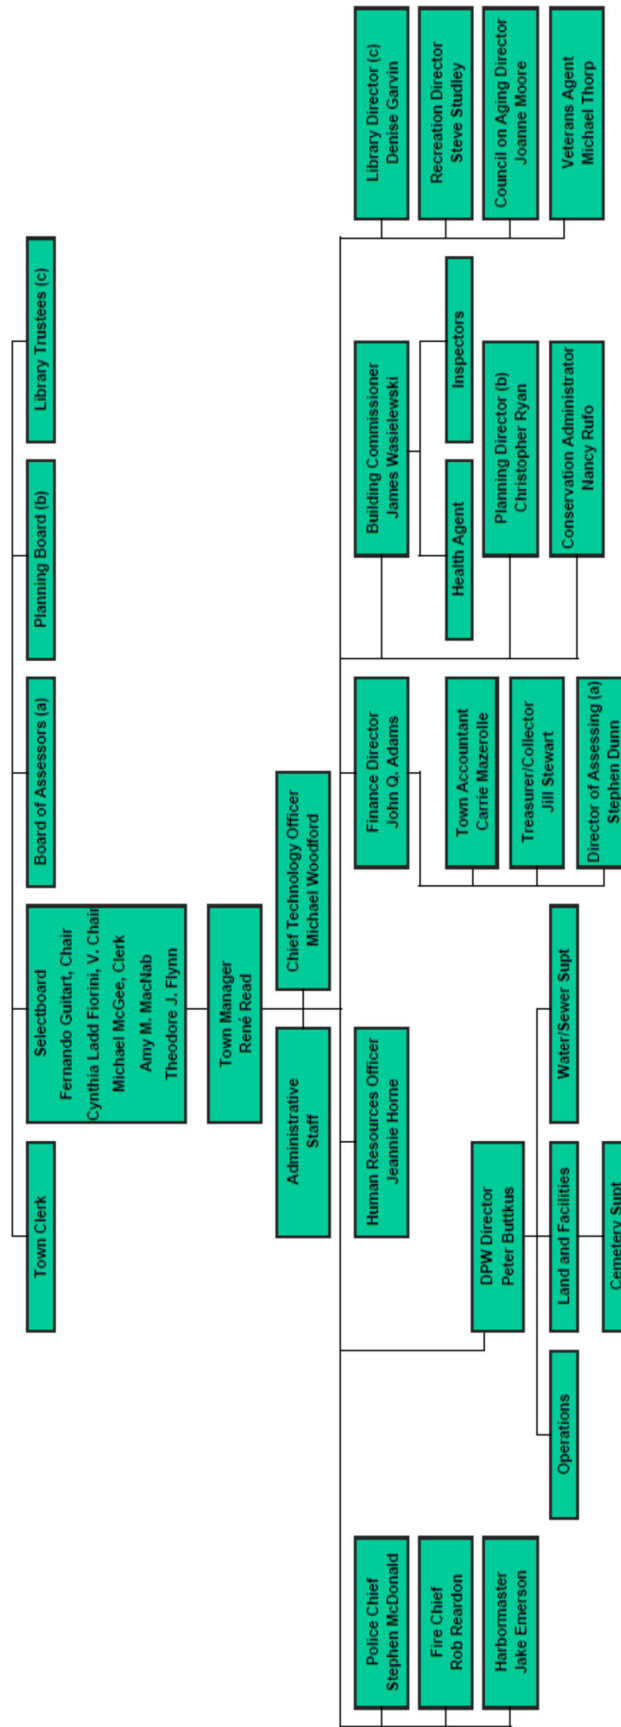 Town Clerk
Selectboard
Fernando Guitart, Chair
Cynthia Ladd Fiorini, V. Chair
Michael McGee, Clerk
Amy M. MacNab
Theodore J. Flynn
Board of Assessors (a)
Planning Board (b)
Library Trustees (c)
Town Manager
René Read
Administrative
Staff
Chief Technology Officer
Michael Woodford
Police Chief
Stephen McDonald
Fire Chief
Rob Reardon
Harbormaster
Jake Emerson
DPW Director
Peter Buttkus
Operations
Land and Facilities
Cemetery Supt
Water/Sewer Supt
Human Resources Officer
Jeannie Horne
Finance Director
John Q. Adams
Town Accountant
Carrie Mazerolle
Treasurer/Collector
Jill Stewart
Director of Assessing (a)
Stephen Dunn
Building Commissioner
James Wasielewski
Health Agent
Inspectors
Planning Director (b)
Christopher Ryan
Conservation Administrator
Nancy Rufo
Library Director (c)
Denise Garvin
Recreation Director
Steve Studley
Council on Aging Director
Joanne Moore
Veterans Agent
Michael Thorp